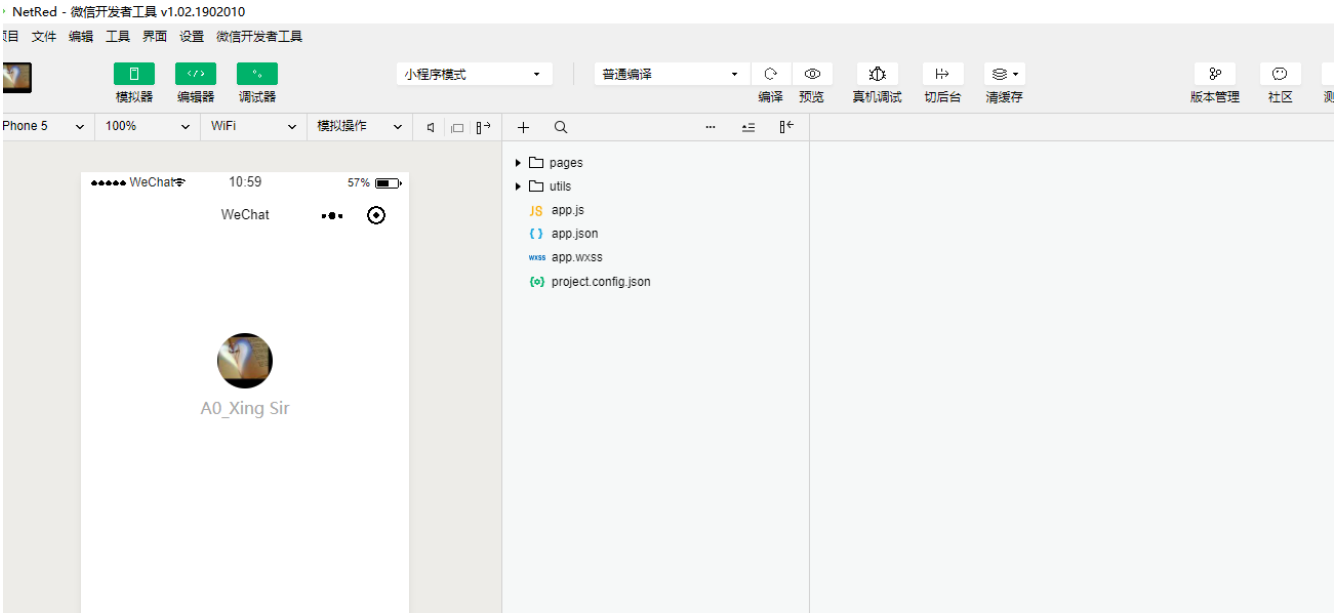 NetRed - 微信开发者工具 v1.02.1902010
项目 文件 编辑 工具 界面 设置 微信开发者工具
小程序模式 普通编译
模拟器 编辑器 调试器 编译 预览 真机调试 切后台 清缓存 版本管理 社区
Phone 5 100% WiFi 模拟操作
WeChat 10:59 57%
WeChat
A0_Xing Sir
pages
utils
JS app.js
{ } app.json
wxss app.wxss
project.config.json